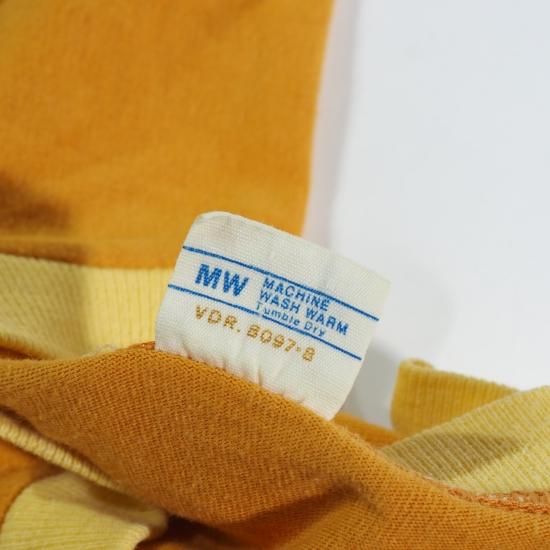 MW
MACHINE
WASH WARM
Tumble Dry
VDR. 8097-8